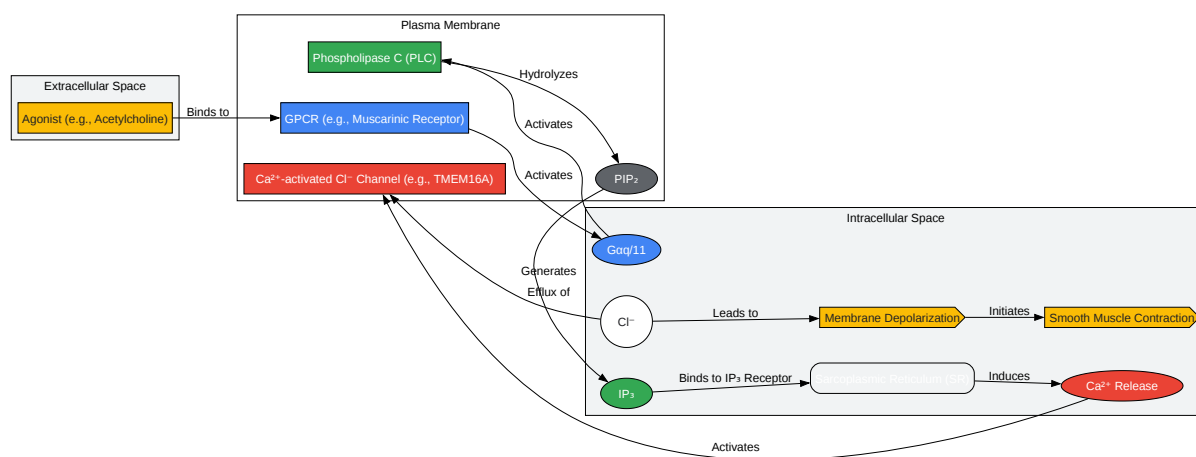 Plasma Membrane
Phospholipase C (PLC)
Hydrolyzes
Extracellular Space
Agonist (e.g., Acetylcholine)
Binds to
GPCR (e.g., Muscarinic Receptor)
Activates
Activates
Ca²⁺-activated Cl⁻ Channel (e.g., TMEM16A)
PIP₂
Intracellular Space
Gαq/11
Generates
Efflux of
Cl⁻
Leads to
Membrane Depolarization
Initiates
Smooth Muscle Contraction
IP₃
Binds to IP₃ Receptor
Sarcoplasmic Reticulum (SR)
Induces
Ca²⁺ Release
Activates